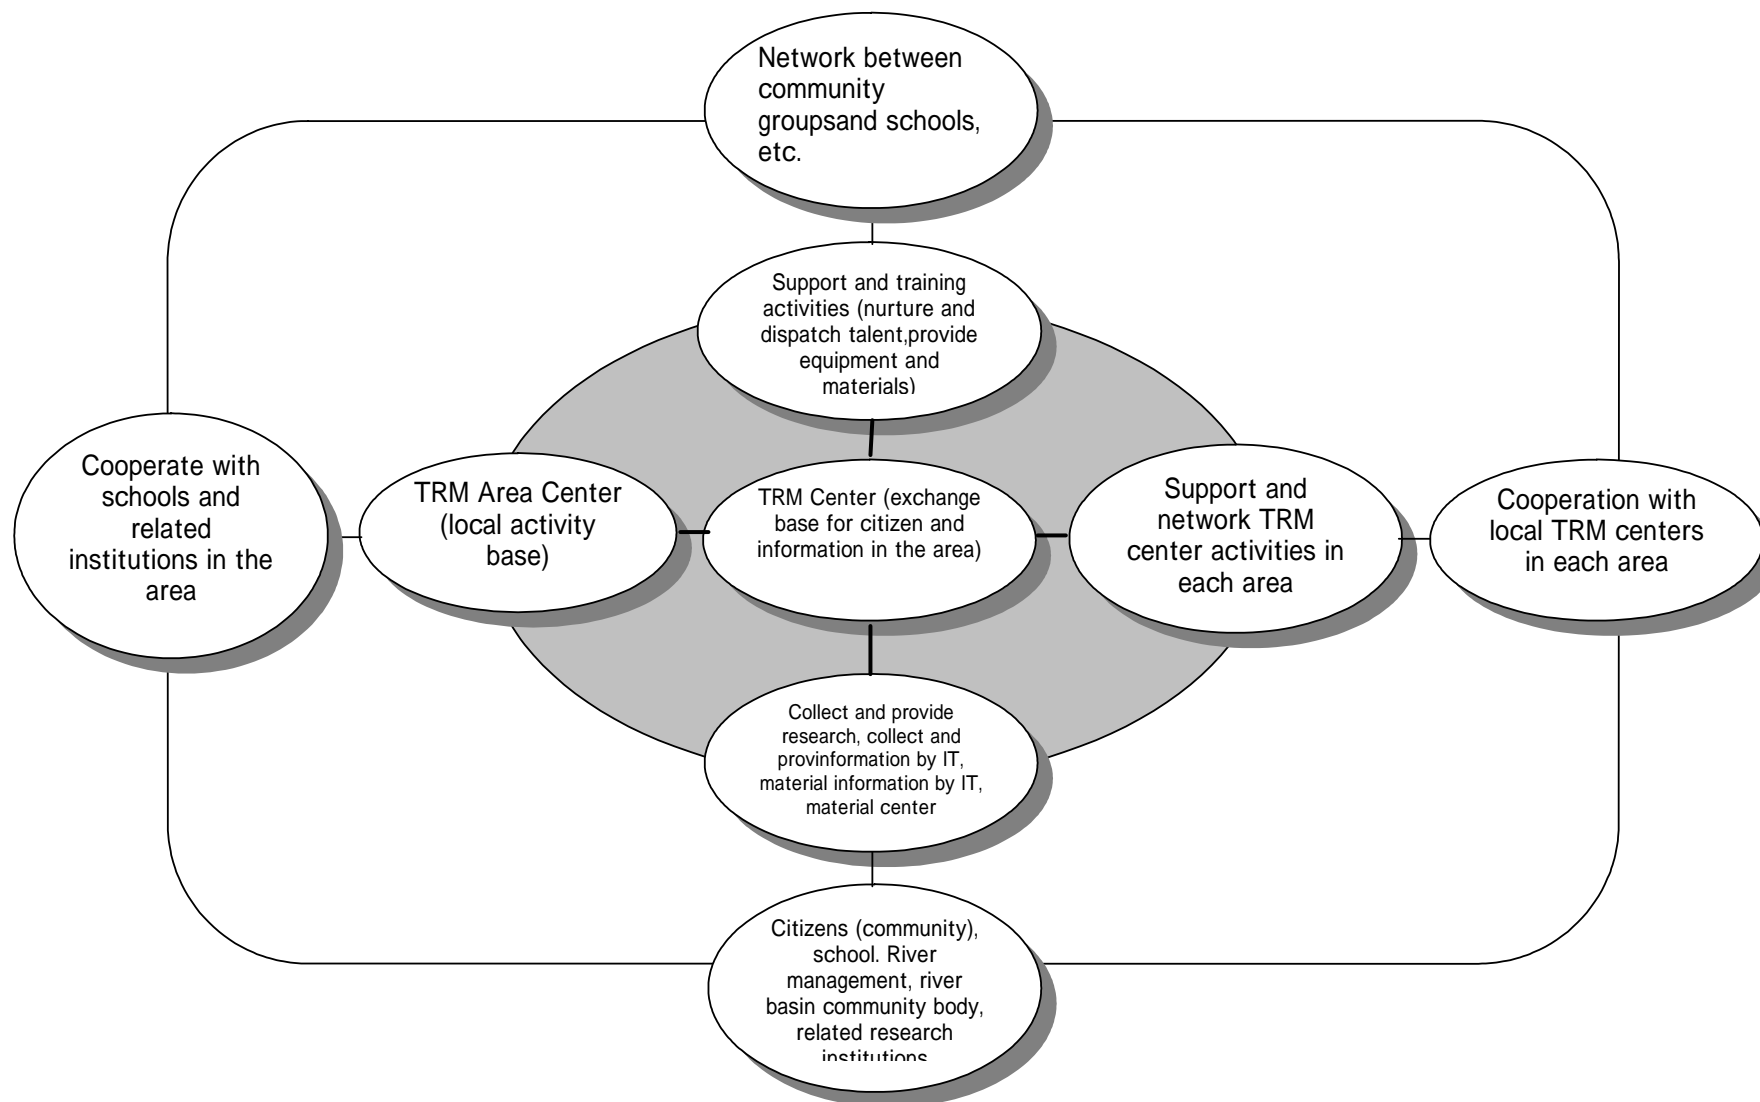 Network between
community
groupsand schools,
etc.
Support and training
activities (nurture and
dispatch talent,provide
equipment and
materials)
Cooperate with
schools and
related
institutions in the
area
TRM Area Center
(local activity
base)
TRM Center (exchange
base for citizen and
information in the area)
Support and
network TRM
center activities in
each area
Cooperation with
local TRM centers
in each area
Collect and provide
research, collect and
provinformation by IT,
material information by IT,
material center
Citizens (community),
school. River
management, river
basin community body,
related research
institutions